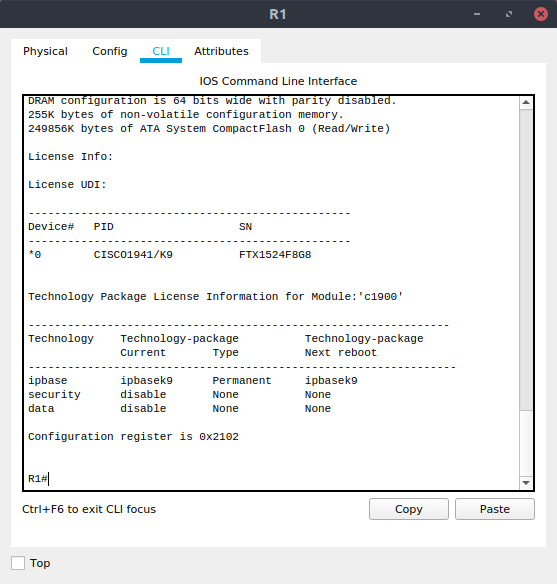 R1
Physical Config CLI Attributes
IOS Command Line Interface
DRAM configuration is 64 bits wide with parity disabled.
255K bytes of non-volatile configuration memory.
249856K bytes of ATA System CompactFlash 0 (Read/Write)
License Info:
License UDI:
-------------------------------------------------
Device# PID SN
-------------------------------------------------
*0 CISCO1941/K9 FTX1524F8G8
Technology Package License Information for Module:'c1900'
----------------------------------------------------------------
Technology Technology-package Technology-package
Current Type Next reboot
-----------------------------------------------------------------
ipbase ipbasek9 Permanent ipbasek9
security disable None None
data disable None None
Configuration register is 0x2102
R1#
Ctrl+F6 to exit CLI focus
Copy Paste
Top